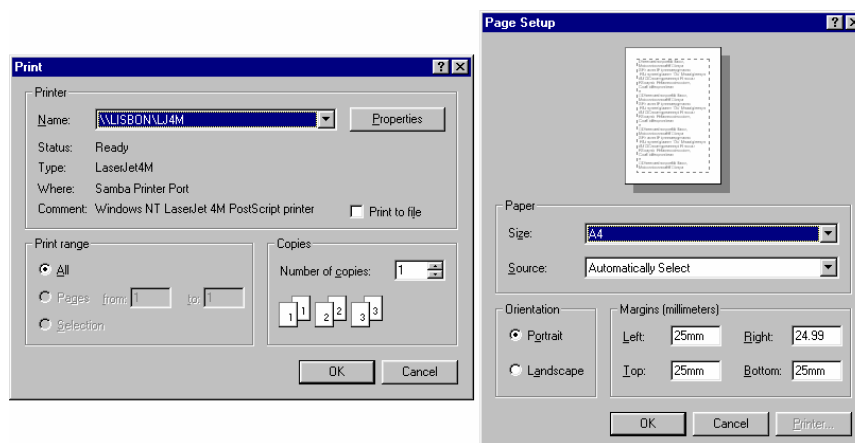 Print
Printer
Name: \\LISBON\LJ4M Properties
Status: Ready
Type: LaserJet4M
Where: Samba Printer Port
Comment: Windows NT LaserJet 4M PostScript printer Print to file
Print range
All
Pages from: 1 to: 1
Selection
Copies
Number of copies: 1
1 1 2 2 3 3
OK Cancel
Page Setup
Paper
Size: A4
Source: Automatically Select
Orientation
Portrait
Landscape
Margins (millimeters)
Left: 25mm Right: 24.99
Top: 25mm Bottom: 25mm
OK Cancel Printer...